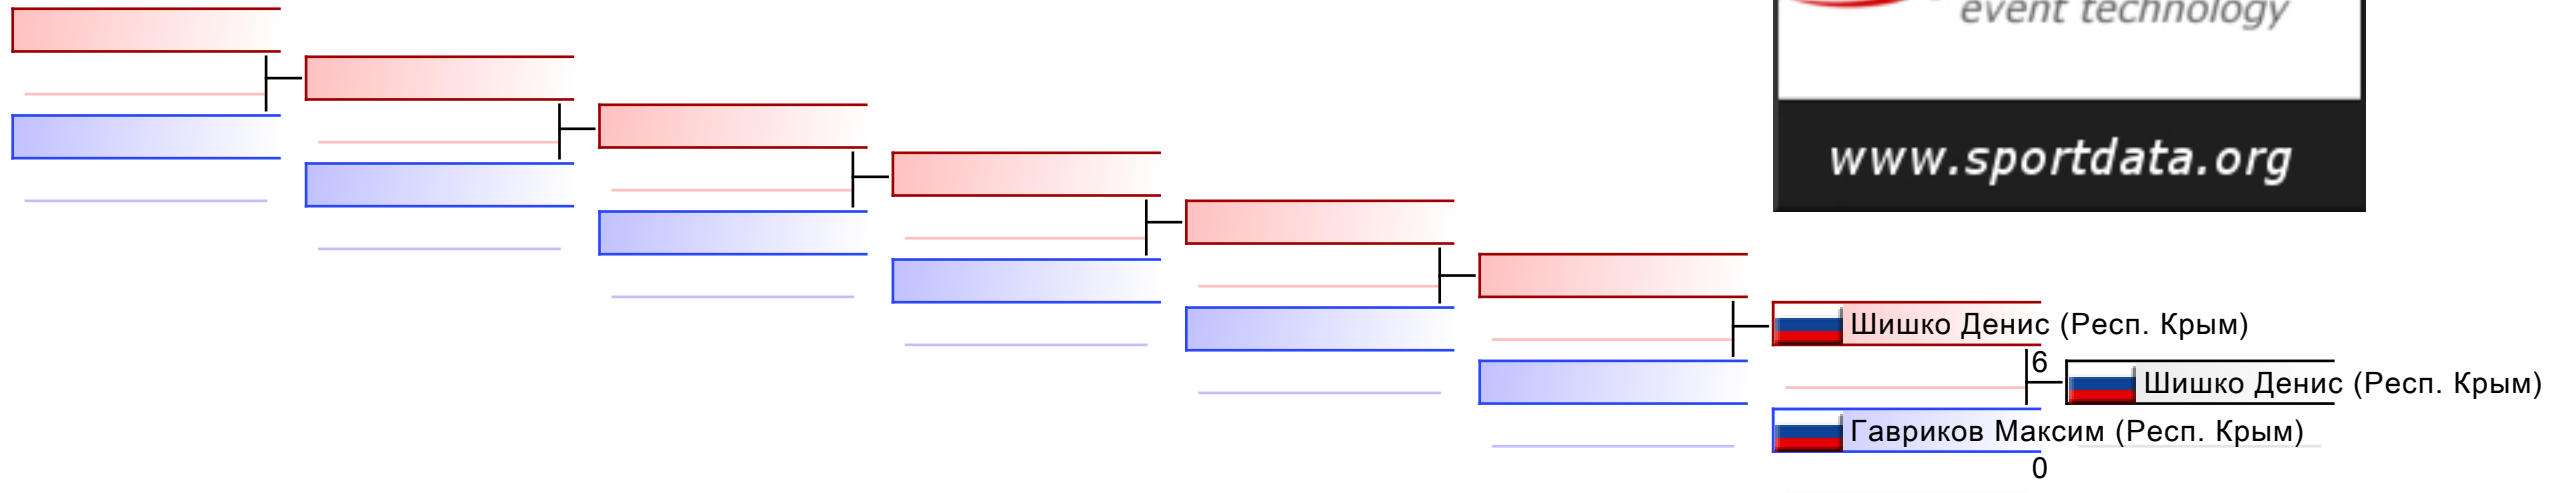 event technology
www.sportdata.org
Шишко Денис (Респ. Крым)
6
Шишко Денис (Респ. Крым)
Гавриков Максим (Респ. Крым)
0